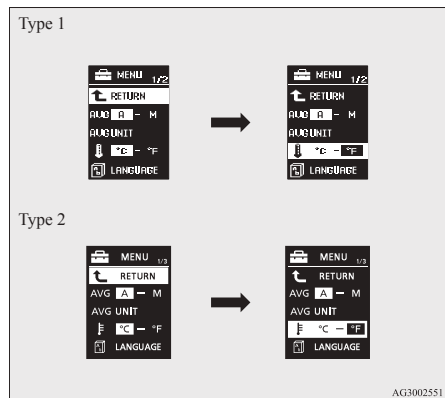 Type 1
MENU 1/2
RETURN
AVG A - M
AVG UNIT
°C - °F
LANGUAGE
MENU 1/2
RETURN
AVG A - M
AVG UNIT
°C - °F
LANGUAGE
Type 2
MENU 1/3
RETURN
AVG A - M
AVG UNIT
°C - °F
LANGUAGE
MENU 1/3
RETURN
AVG A - M
AVG UNIT
°C - °F
LANGUAGE
AG3002551